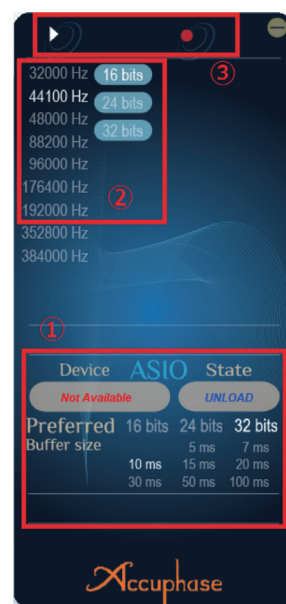 ③
32000 Hz 16 bits
44100 Hz 24 bits
48000 Hz 32 bits
88200 Hz
96000 Hz
176400 Hz
192000 Hz ②
352800 Hz
384000 Hz
①
Device ASIO State
Not Available UNLOAD
Preferred 16 bits 24 bits 32 bits
Buffer size 5 ms 7 ms
10 ms 15 ms 20 ms
30 ms 50 ms 100 ms
Accuphase